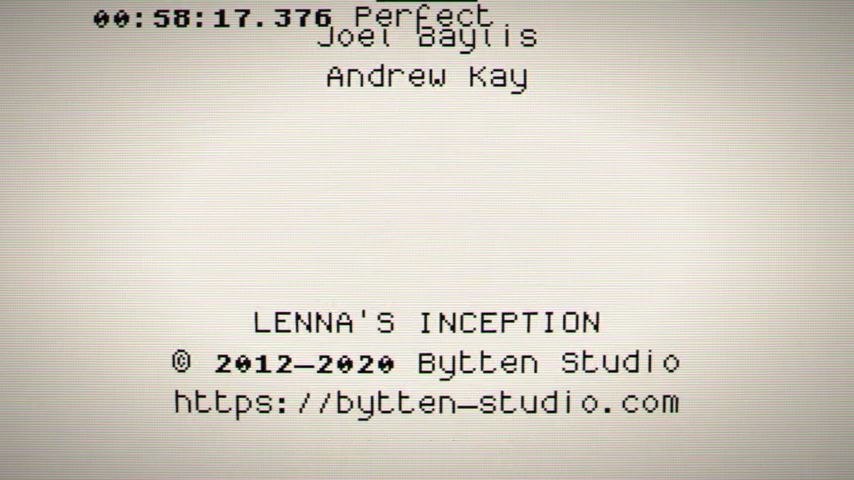 00:58:17.376 Perfect
Joel Baylis
Andrew Kay
LENNA'S INCEPTION
© 2012–2020 Bytten Studio
https://bytten–studio.com